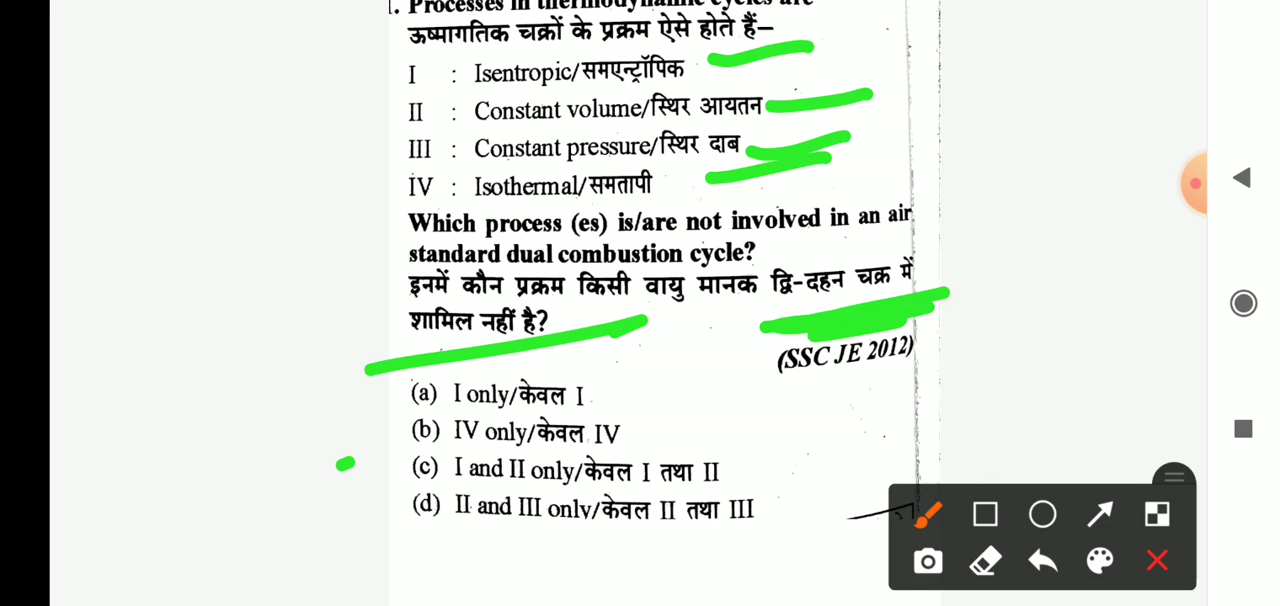 1. Processes in thermodynamic cycles are
ऊष्मागतिक चक्रों के प्रक्रम ऐसे होते हैं–
I : Isentropic/समएन्ट्रॉपिक
II : Constant volume/स्थिर आयतन
III : Constant pressure/स्थिर दाब
IV : Isothermal/समतापी
Which process (es) is/are not involved in an air
standard dual combustion cycle?
इनमें कौन प्रक्रम किसी वायु मानक द्वि-दहन चक्र में
शामिल नहीं है?
(SSC JE 2012)
(a) I only/केवल I
(b) IV only/केवल IV
(c) I and II only/केवल I तथा II
(d) II and III only/केवल II तथा III